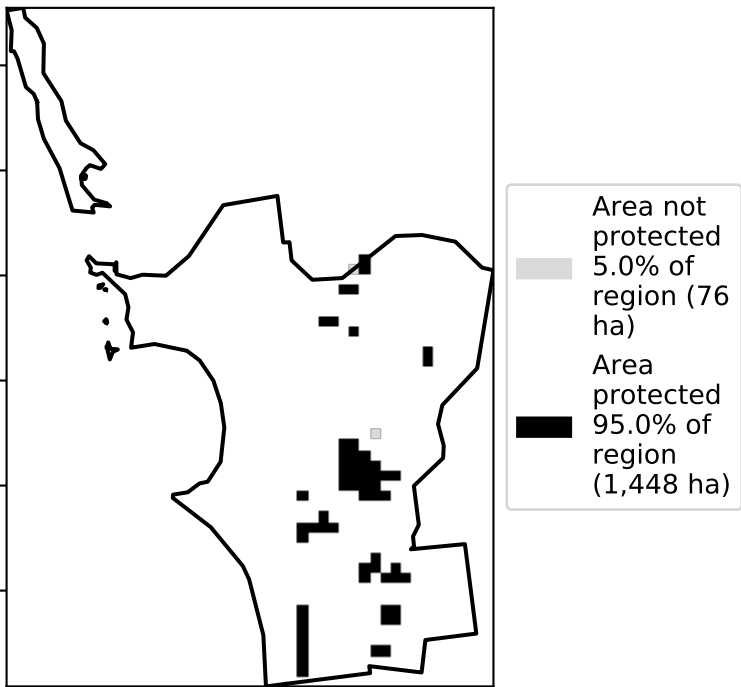 Area not
protected
5.0% of
region (76
ha)
Area
protected
95.0% of
region
(1,448 ha)